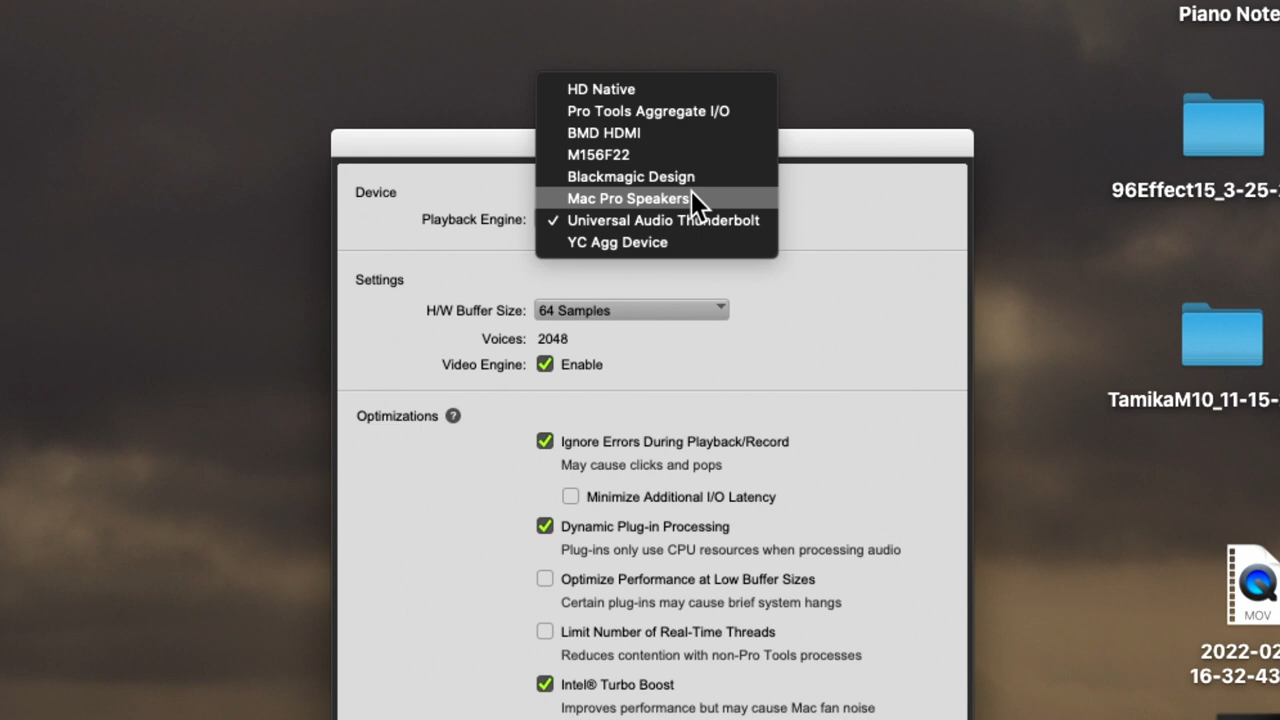 Piano Note
HD Native
Pro Tools Aggregate I/O
BMD HDMI
M156F22
Blackmagic Design
Mac Pro Speakers
✓ Universal Audio Thunderbolt
YC Agg Device
Device
Playback Engine:
96Effect15_3-25-
Settings
H/W Buffer Size: 64 Samples
Voices: 2048
Video Engine: Enable
TamikaM10_11-15-
Optimizations ?
Ignore Errors During Playback/Record
May cause clicks and pops
Minimize Additional I/O Latency
Dynamic Plug-in Processing
Plug-ins only use CPU resources when processing audio
Optimize Performance at Low Buffer Sizes
Certain plug-ins may cause brief system hangs
Limit Number of Real-Time Threads
Reduces contention with non-Pro Tools processes
Intel® Turbo Boost
Improves performance but may cause Mac fan noise
MOV
2022-02
16-32-43